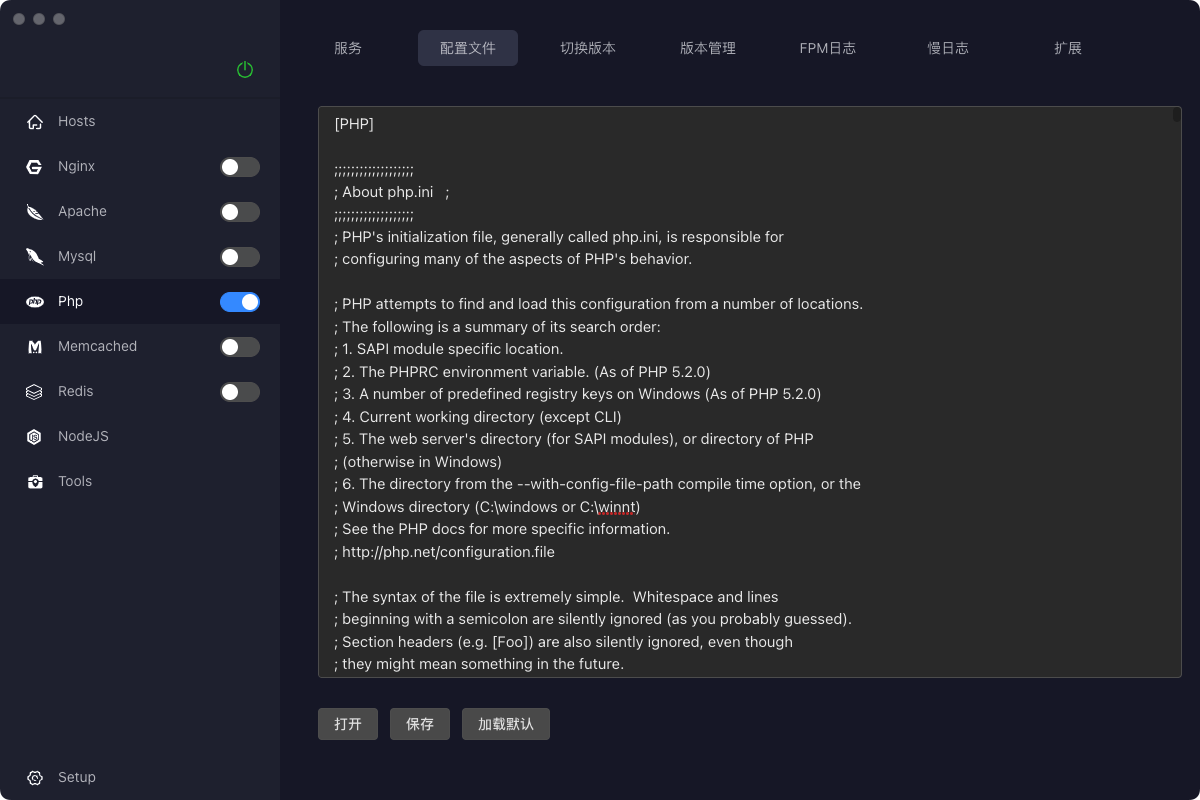 服务
配置文件
切换版本
版本管理
FPM日志
慢日志
扩展
Hosts
Nginx
Apache
Mysql
Php
Memcached
Redis
NodeJS
Tools
Setup
[PHP]
;;;;;;;;;;;;;;;;;;;
; About php.ini   ;
;;;;;;;;;;;;;;;;;;;
; PHP's initialization file, generally called php.ini, is responsible for
; configuring many of the aspects of PHP's behavior.
; PHP attempts to find and load this configuration from a number of locations.
; The following is a summary of its search order:
; 1. SAPI module specific location.
; 2. The PHPRC environment variable. (As of PHP 5.2.0)
; 3. A number of predefined registry keys on Windows (As of PHP 5.2.0)
; 4. Current working directory (except CLI)
; 5. The web server's directory (for SAPI modules), or directory of PHP
; (otherwise in Windows)
; 6. The directory from the --with-config-file-path compile time option, or the
; Windows directory (C:\windows or C:\winnt)
; See the PHP docs for more specific information.
; http://php.net/configuration.file
; The syntax of the file is extremely simple.  Whitespace and lines
; beginning with a semicolon are silently ignored (as you probably guessed).
; Section headers (e.g. [Foo]) are also silently ignored, even though
; they might mean something in the future.
打开
保存
加载默认